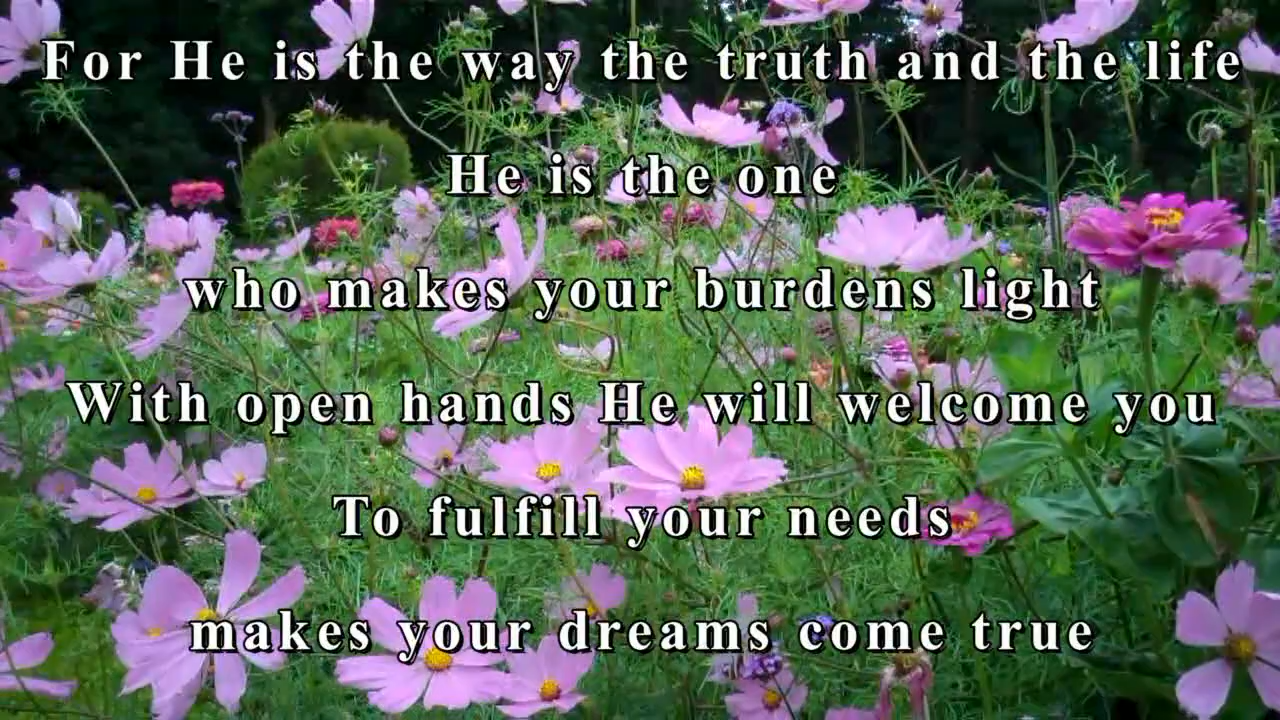 For He is the way the truth and the life
He is the one
who makes your burdens light
With open hands He will welcome you
To fulfill your needs
makes your dreams come true